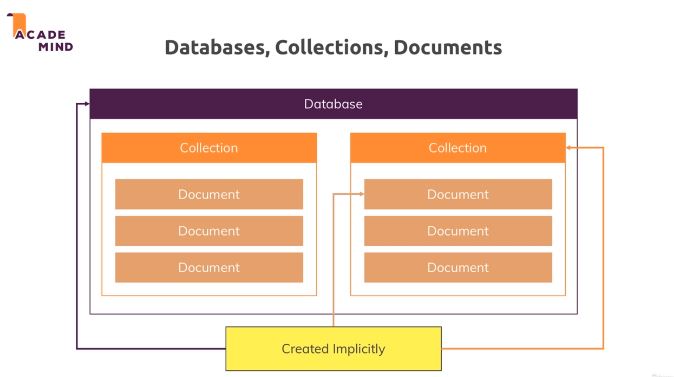 ACADE
MIND
Databases, Collections, Documents
Database
Collection
Document
Document
Document
Collection
Document
Document
Document
Created Implicitly